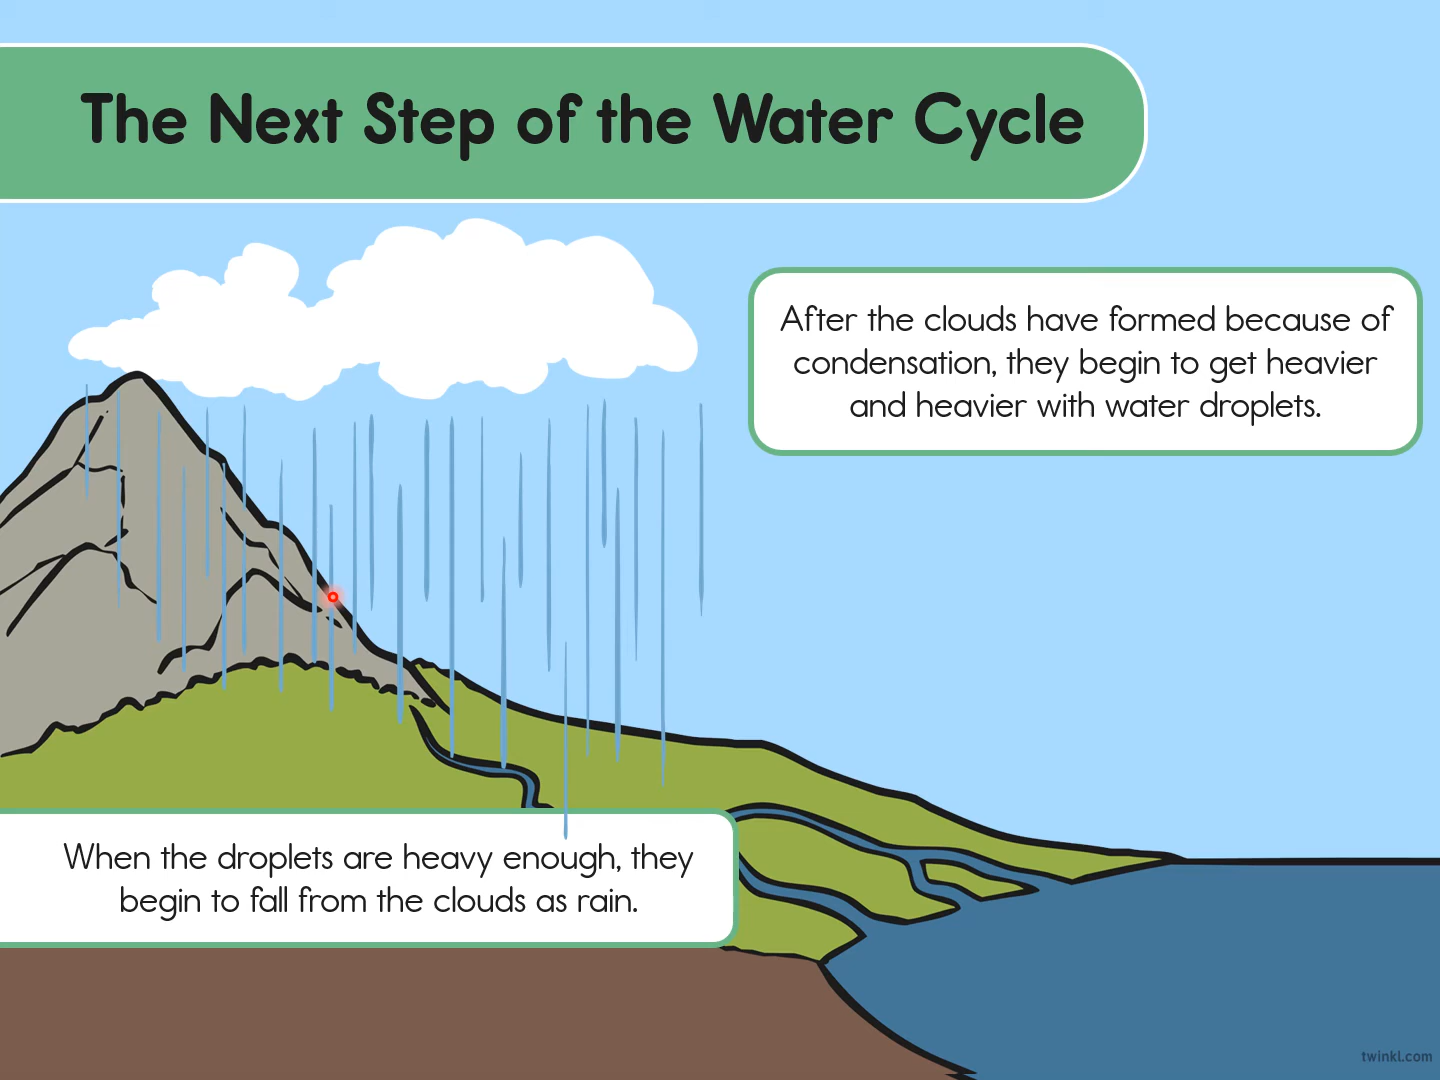 The Next Step of the Water Cycle
After the clouds have formed because of
condensation, they begin to get heavier
and heavier with water droplets.
When the droplets are heavy enough, they
begin to fall from the clouds as rain.
twinkl.com